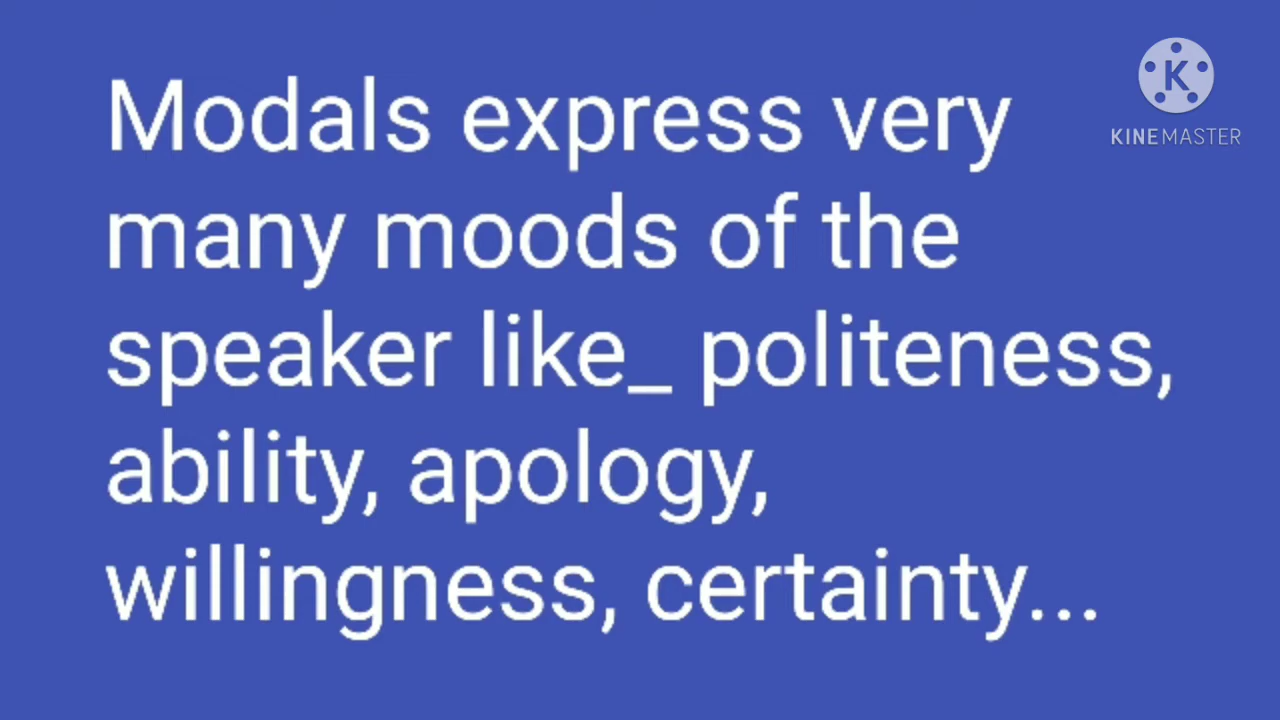 Modals express very
many moods of the
speaker like_ politeness,
ability, apology,
willingness, certainty...
K
KINEMASTER